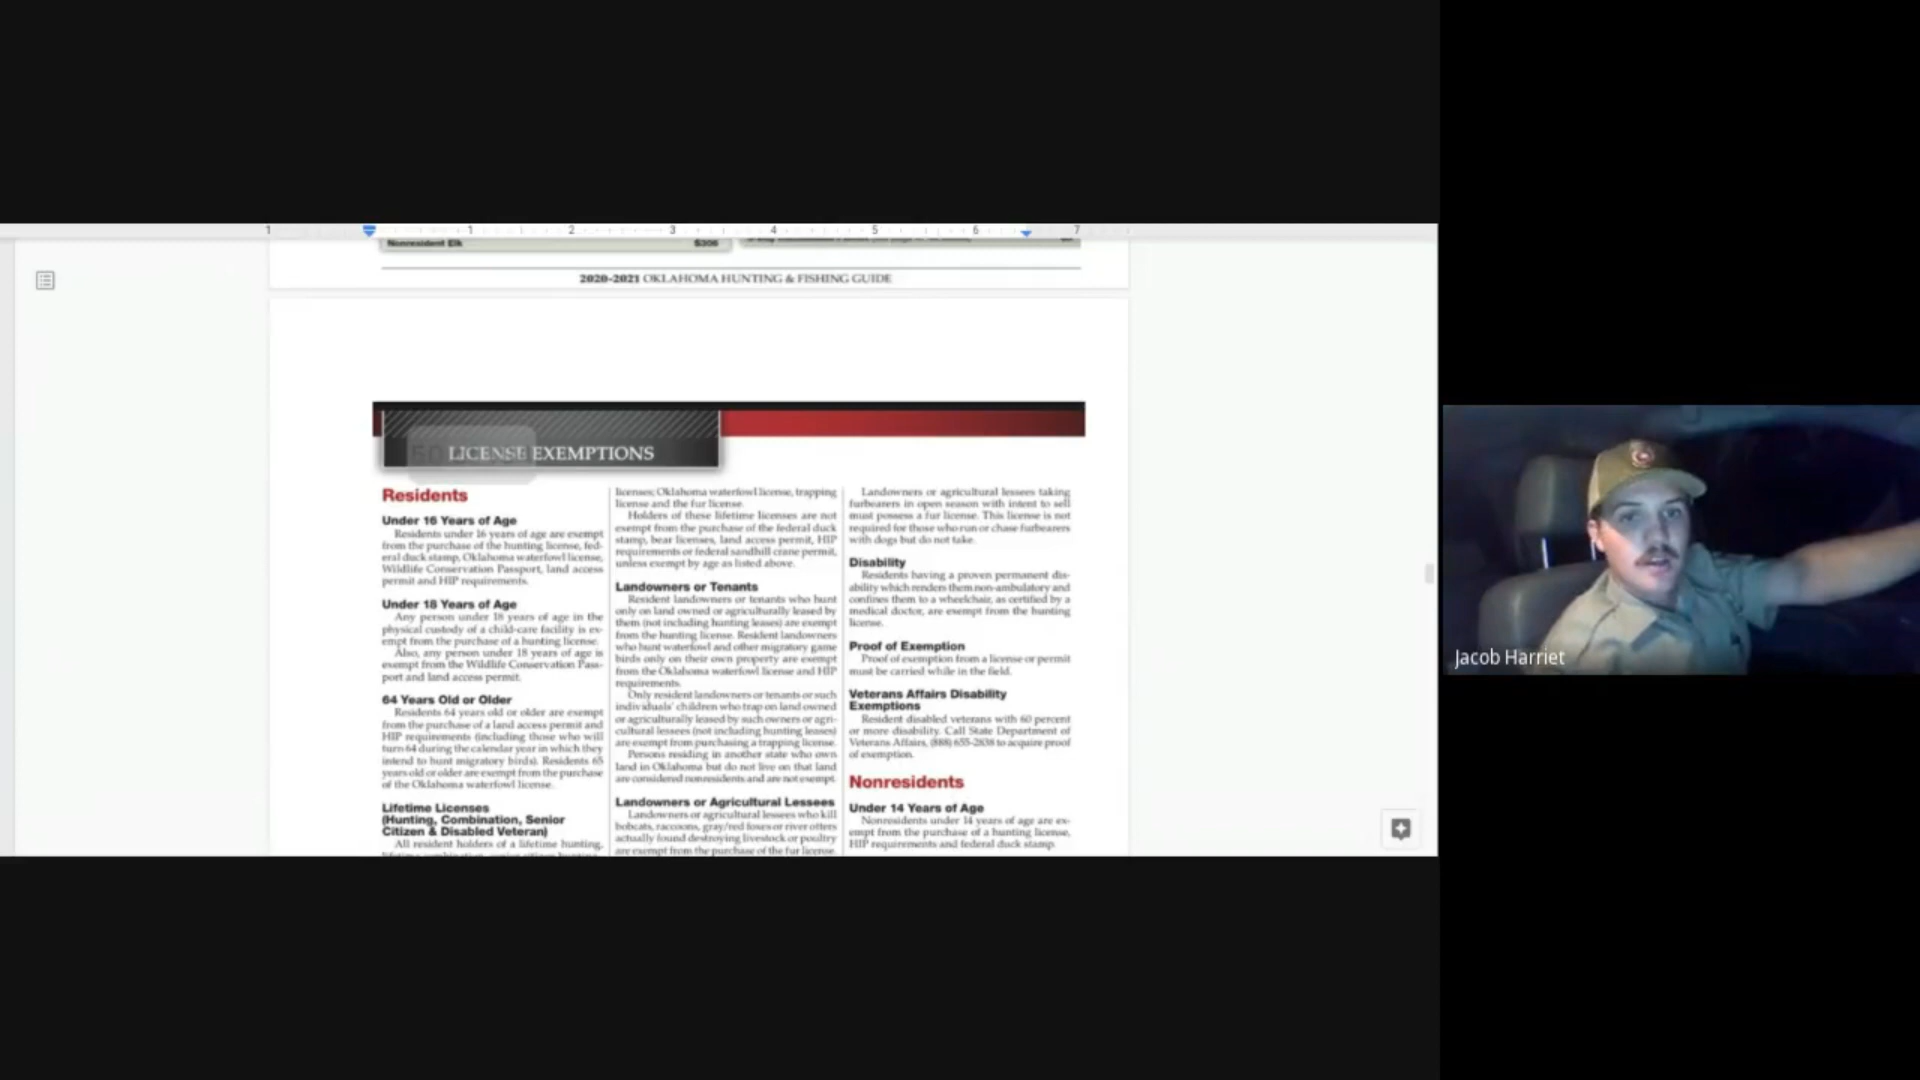 1 1 2 3 4 5 6 7
Nonresident Elk $306
2020-2021 OKLAHOMA HUNTING & FISHING GUIDE
LICENSE EXEMPTIONS
Residents
Under 16 Years of Age
Residents under 16 years of age are exempt
from the purchase of the hunting license, fed-
eral duck stamp, Oklahoma waterfowl license,
Wildlife Conservation Passport, land access
permit and HIP requirements.
Under 18 Years of Age
Any person under 18 years of age in the
physical custody of a child-care facility is ex-
empt from the purchase of a hunting license.
Also, any person under 18 years of age is
exempt from the Wildlife Conservation Pass-
port and land access permit.
64 Years Old or Older
Residents 64 years old or older are exempt
from the purchase of a land access permit and
HIP requirements (including those who will
turn 64 during the calendar year in which they
intend to hunt migratory birds). Residents 65
years old or older are exempt from the purchase
of the Oklahoma waterfowl license.
Lifetime Licenses
(Hunting, Combination, Senior
Citizen & Disabled Veteran)
All resident holders of a lifetime hunting,
licenses; Oklahoma waterfowl license, trapping
license and the fur license.
Holders of these lifetime licenses are not
exempt from the purchase of the federal duck
stamp, bear licenses, land access permit, HIP
requirements or federal sandhill crane permit,
unless exempt by age as listed above.
Landowners or Tenants
Resident landowners or tenants who hunt
only on land owned or agriculturally leased by
them (not including hunting leases) are exempt
from the hunting license. Resident landowners
who hunt waterfowl and other migratory game
birds only on their own property are exempt
from the Oklahoma waterfowl license and HIP
requirements.
Only resident landowners or tenants or such
individuals' children who trap on land owned
or agriculturally leased by such owners or agri-
cultural lessees (not including hunting leases)
are exempt from purchasing a trapping license.
Persons residing in another state who own
land in Oklahoma but do not live on that land
are considered nonresidents and are not exempt.
Landowners or Agricultural Lessees
Landowners or agricultural lessees who kill
bobcats, raccoons, gray/red foxes or river otters
actually found destroying livestock or poultry
are exempt from the purchase of the fur license.
Landowners or agricultural lessees taking
furbearers in open season with intent to sell
must possess a fur license. This license is not
required for those who run or chase furbearers
with dogs but do not take.
Disability
Residents having a proven permanent dis-
ability which renders them non-ambulatory and
confines them to a wheelchair, as certified by a
medical doctor, are exempt from the hunting
license.
Proof of Exemption
Proof of exemption from a license or permit
must be carried while in the field.
Veterans Affairs Disability
Exemptions
Resident disabled veterans with 60 percent
or more disability. Call State Department of
Veterans Affairs, (888) 655-2838 to acquire proof
of exemption.
Nonresidents
Under 14 Years of Age
Nonresidents under 14 years of age are ex-
empt from the purchase of a hunting license,
HIP requirements and federal duck stamp.
Jacob Harriet